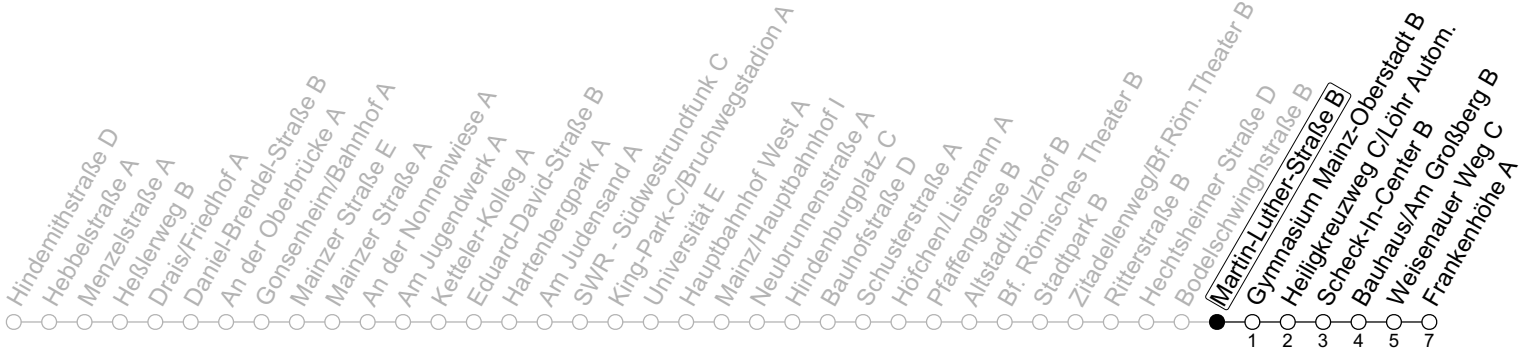 Hindemithstraße D
Hebbelstraße A
Menzelstraße A
Heßlerweg B
Drais/Friedhof A
Daniel-Brendel-Straße B
An der Oberbrücke A
Gonsenheim/Bahnhof A
Mainzer Straße E
Mainzer Straße A
An der Nonnenwiese A
Am Jugendwerk A
Ketteler-Kolleg A
Eduard-David-Straße B
Hartenbergpark A
Am Judensand A
SWR - Südwestrundfunk C
King-Park-C/Bruchwegstadion A
Universität E
Hauptbahnhof West A
Mainz/Hauptbahnhof I
Neubrunnenstraße A
Hindenburgplatz C
Bauhofstraße D
Schusterstraße A
Höfchen/Listmann A
Pfaffengasse B
Altstadt/Holzhof B
Bf. Römisches Theater B
Stadtpark B
Zitadellenweg/Bf.Röm. Theater B
Ritterstraße B
Hechtsheimer Straße D
Bodelschwinghstraße B
Martin-Luther-Straße B
Gymnasium Mainz-Oberstadt B
Heiligkreuzweg C/Löhr Autom.
Scheck-In-Center B
Bauhaus/Am Großberg B
Weisenauer Weg C
Frankenhöhe A
1 2 3 4 5 7